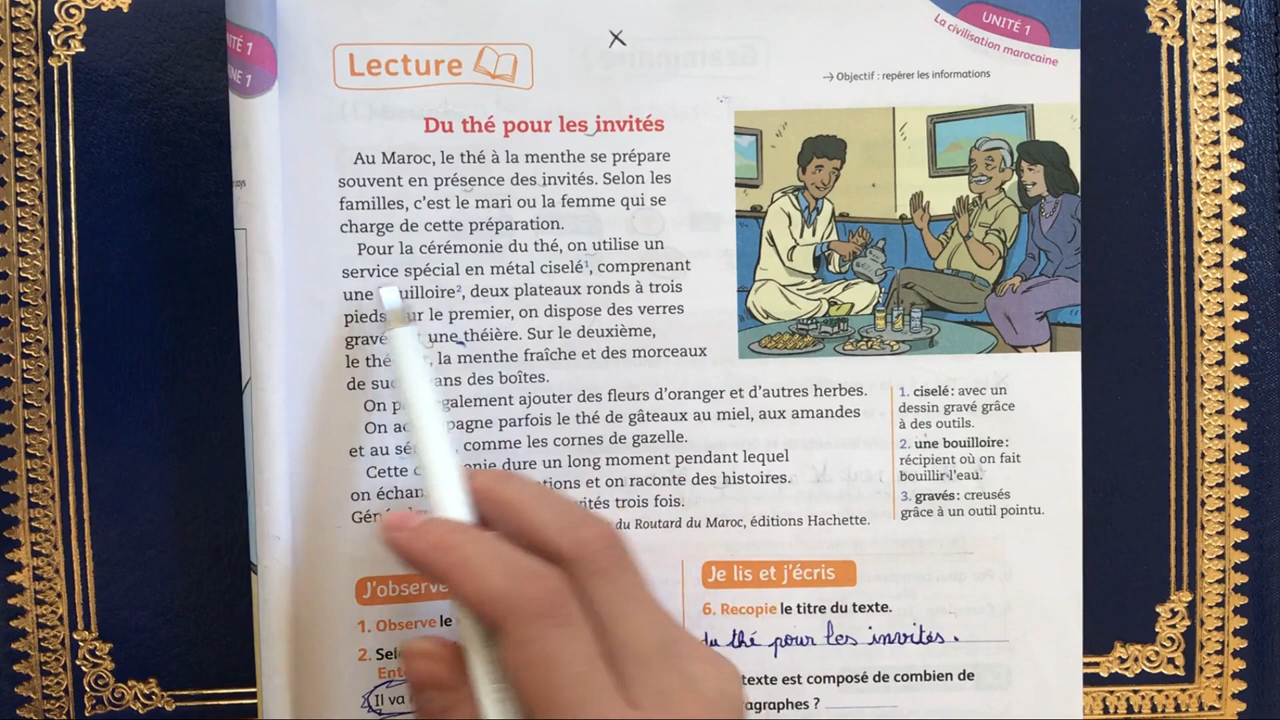 UNITÉ 1
La civilisation marocaine
Lecture
→ Objectif : repérer les informations
Du thé pour les invités
Au Maroc, le thé à la menthe se prépare
souvent en présence des invités. Selon les
familles, c'est le mari ou la femme qui se
charge de cette préparation.
Pour la cérémonie du thé, on utilise un
service spécial en métal ciselé¹, comprenant
une uilloire², deux plateaux ronds à trois
pieds ur le premier, on dispose des verres
gravé une théière. Sur le deuxième,
le thé , la menthe fraîche et des morceaux
de suc ans des boîtes.
On p également ajouter des fleurs d'oranger et d'autres herbes.
On ac pagne parfois le thé de gâteaux au miel, aux amandes
et au sé , comme les cornes de gazelle.
Cette c onie dure un long moment pendant lequel
on échan tions et on raconte des histoires.
Gén ités trois fois.
du Routard du Maroc, éditions Hachette.
1. ciselé : avec un
dessin gravé grâce
à des outils.
2. une bouilloire :
récipient où on fait
bouillir l'eau.
3. gravés : creusés
grâce à un outil pointu.
J'observe
1. Observe le
2. Sel
Ent
Il va
Je lis et j'écris
6. Recopie le titre du texte.
du thé pour les invités.
texte est composé de combien de
agraphes ?